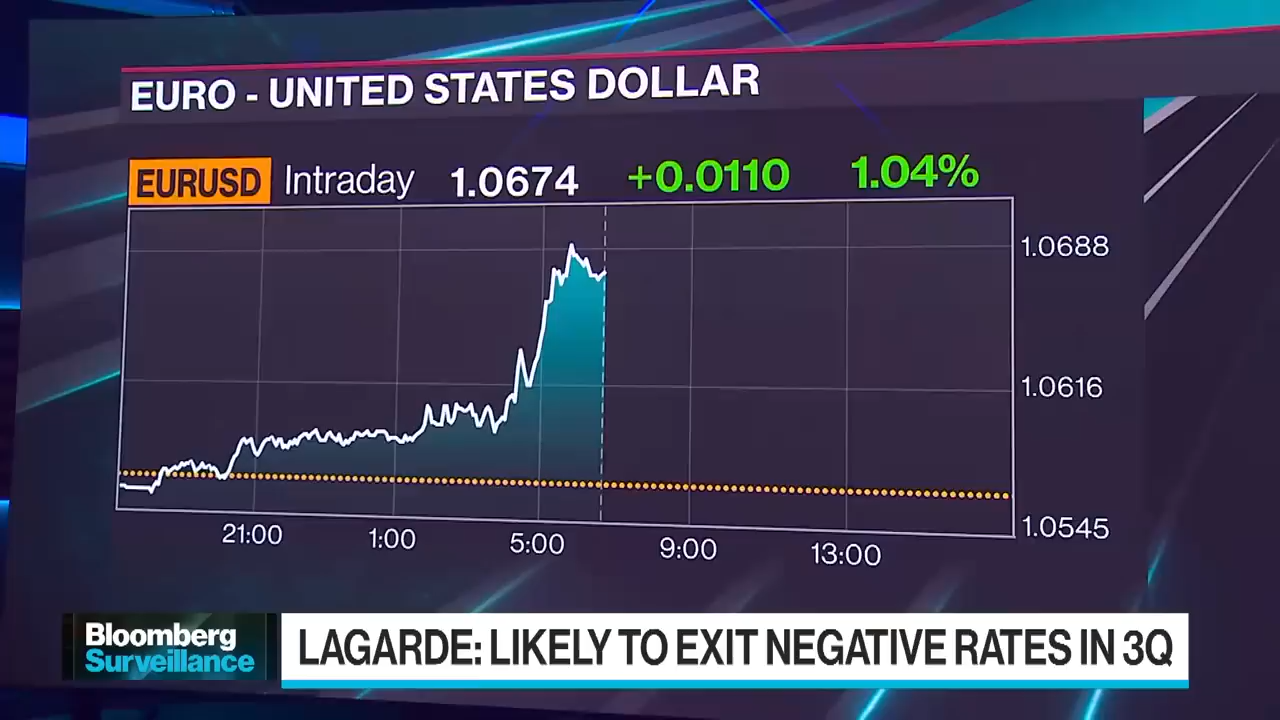 EURO - UNITED STATES DOLLAR
EURUSD Intraday 1.0674 +0.0110 1.04%
1.0688
1.0616
1.0545
21:00 1:00 5:00 9:00 13:00
Bloomberg
Surveillance
LAGARDE: LIKELY TO EXIT NEGATIVE RATES IN 3Q